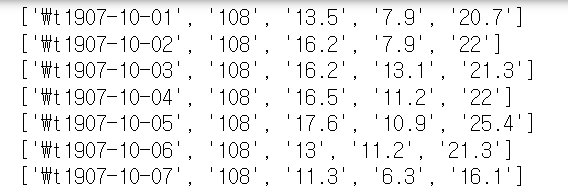 ['₩t1907-10-01', '108', '13.5', '7.9', '20.7']
['₩t1907-10-02', '108', '16.2', '7.9', '22']
['₩t1907-10-03', '108', '16.2', '13.1', '21.3']
['₩t1907-10-04', '108', '16.5', '11.2', '22']
['₩t1907-10-05', '108', '17.6', '10.9', '25.4']
['₩t1907-10-06', '108', '13', '11.2', '21.3']
['₩t1907-10-07', '108', '11.3', '6.3', '16.1']